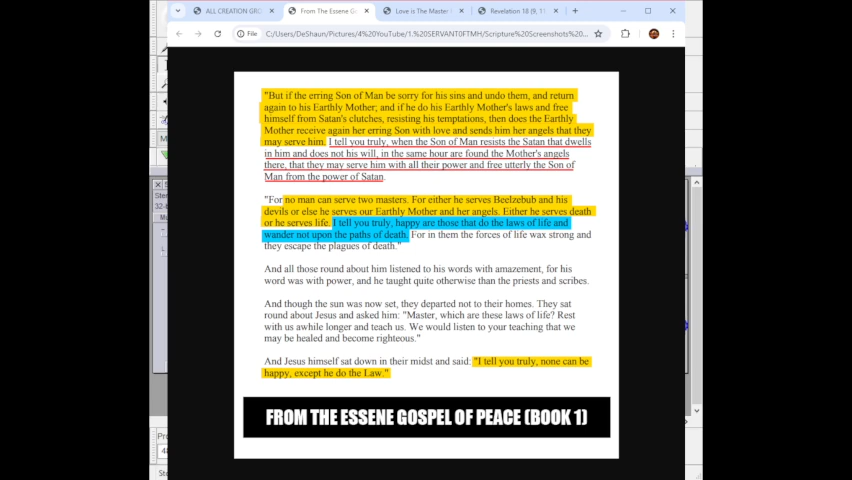 ALL CREATION GRO
From The Essene G
Love is The Master
Revelation 18 (9, 1
File
C:/Users/DeShaun/Pictures/4%20YouTube/1.%20SERVANT0FTMH/Scripture%20Screenshots%20...
"But if the erring Son of Man be sorry for his sins and undo them, and return
again to his Earthly Mother; and if he do his Earthly Mother's laws and free
himself from Satan's clutches, resisting his temptations, then does the Earthly
Mother receive again her erring Son with love and sends him her angels that they
may serve him. I tell you truly, when the Son of Man resists the Satan that dwells
in him and does not his will, in the same hour are found the Mother's angels
there, that they may serve him with all their power and free utterly the Son of
Man from the power of Satan.
"For no man can serve two masters. For either he serves Beelzebub and his
devils or else he serves our Earthly Mother and her angels. Either he serves death
or he serves life. I tell you truly, happy are those that do the laws of life and
wander not upon the paths of death. For in them the forces of life wax strong and
they escape the plagues of death."
And all those round about him listened to his words with amazement, for his
word was with power, and he taught quite otherwise than the priests and scribes.
And though the sun was now set, they departed not to their homes. They sat
round about Jesus and asked him: "Master, which are these laws of life? Rest
with us awhile longer and teach us. We would listen to your teaching that we
may be healed and become righteous."
And Jesus himself sat down in their midst and said: "I tell you truly, none can be
happy, except he do the Law."
FROM THE ESSENE GOSPEL OF PEACE (BOOK 1)